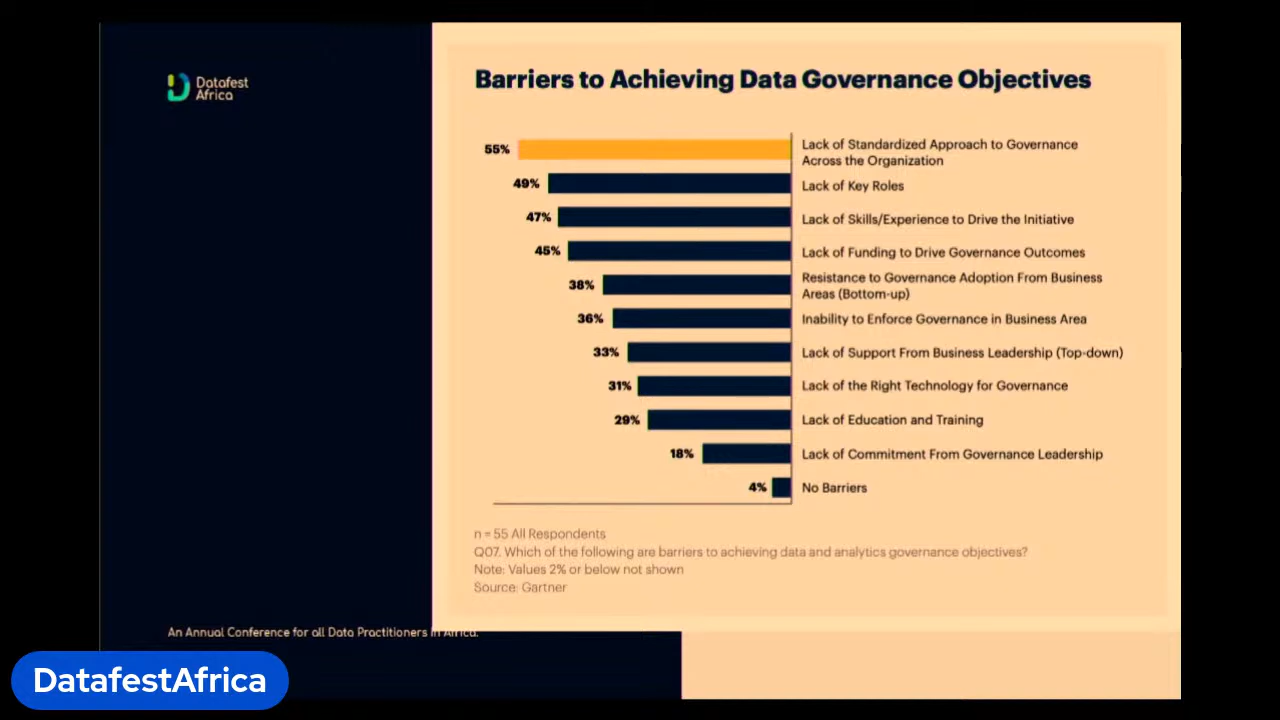 Datafest
Africa
Barriers to Achieving Data Governance Objectives
55%
Lack of Standardized Approach to Governance
Across the Organization
49%
Lack of Key Roles
47%
Lack of Skills/Experience to Drive the Initiative
45%
Lack of Funding to Drive Governance Outcomes
38%
Resistance to Governance Adoption From Business
Areas (Bottom-up)
36%
Inability to Enforce Governance in Business Area
33%
Lack of Support From Business Leadership (Top-down)
31%
Lack of the Right Technology for Governance
29%
Lack of Education and Training
18%
Lack of Commitment From Governance Leadership
4%
No Barriers
n = 55 All Respondents
Q07. Which of the following are barriers to achieving data and analytics governance objectives?
Note: Values 2% or below not shown
Source: Gartner
An Annual Conference for all Data Practitioners in Africa.
DatafestAfrica